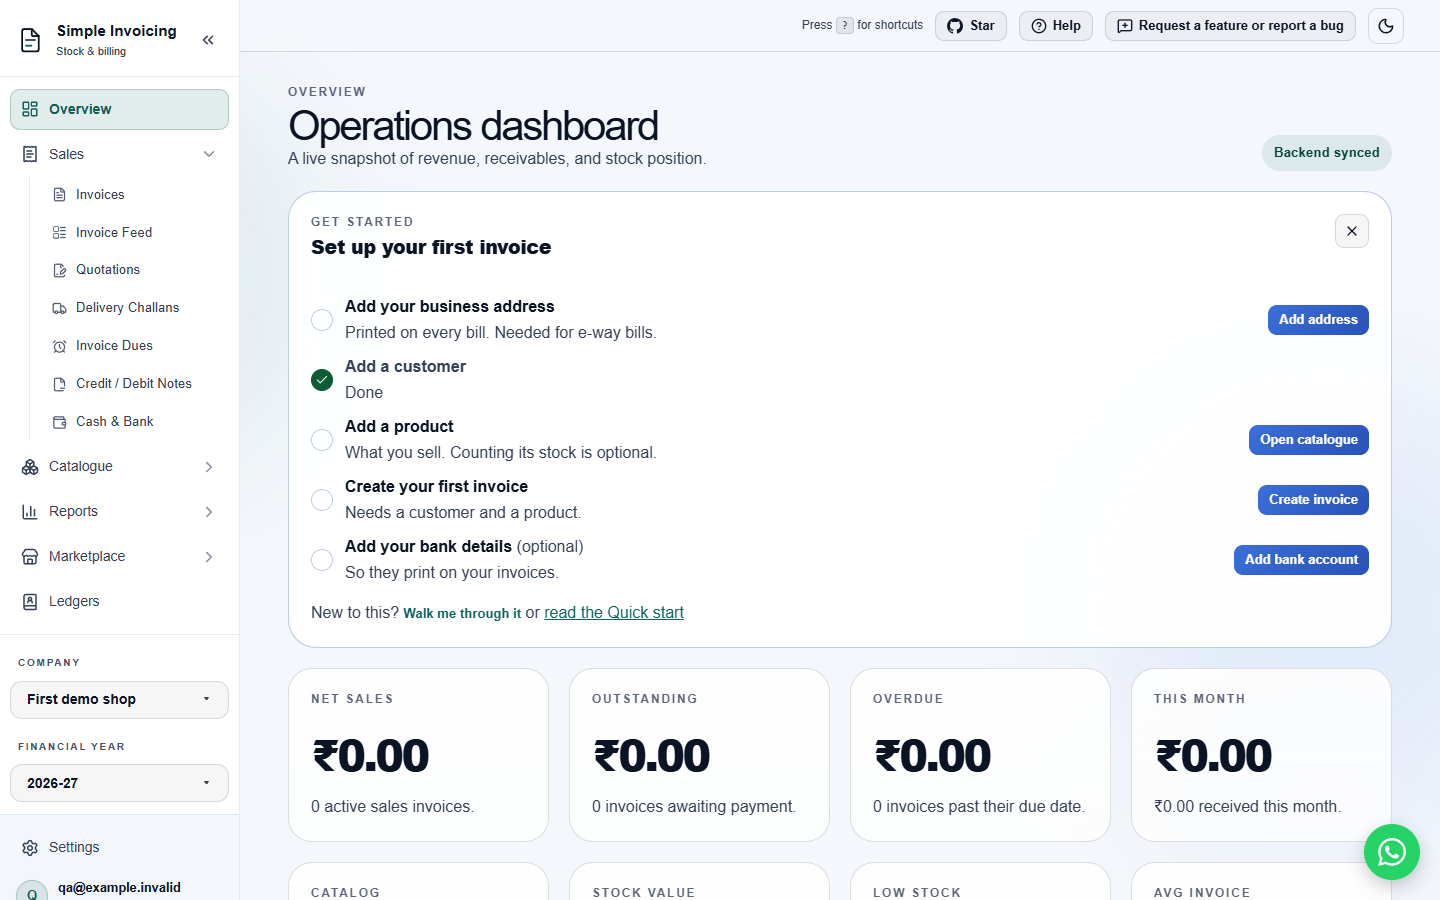 Simple Invoicing
Stock & billing
Press ? for shortcuts
Star
Help
Request a feature or report a bug
Overview
Sales
Invoices
Invoice Feed
Quotations
Delivery Challans
Invoice Dues
Credit / Debit Notes
Cash & Bank
Catalogue
Reports
Marketplace
Ledgers
COMPANY
First demo shop
FINANCIAL YEAR
2026-27
Settings
Q
qa@example.invalid
OVERVIEW
Operations dashboard
A live snapshot of revenue, receivables, and stock position.
Backend synced
GET STARTED
Set up your first invoice
Add your business address
Printed on every bill. Needed for e-way bills.
Add address
Add a customer
Done
Add a product
What you sell. Counting its stock is optional.
Open catalogue
Create your first invoice
Needs a customer and a product.
Create invoice
Add your bank details (optional)
So they print on your invoices.
Add bank account
New to this? Walk me through it or read the Quick start
NET SALES
₹0.00
0 active sales invoices.
OUTSTANDING
₹0.00
0 invoices awaiting payment.
OVERDUE
₹0.00
0 invoices past their due date.
THIS MONTH
₹0.00
₹0.00 received this month.
CATALOG
STOCK VALUE
LOW STOCK
AVG INVOICE